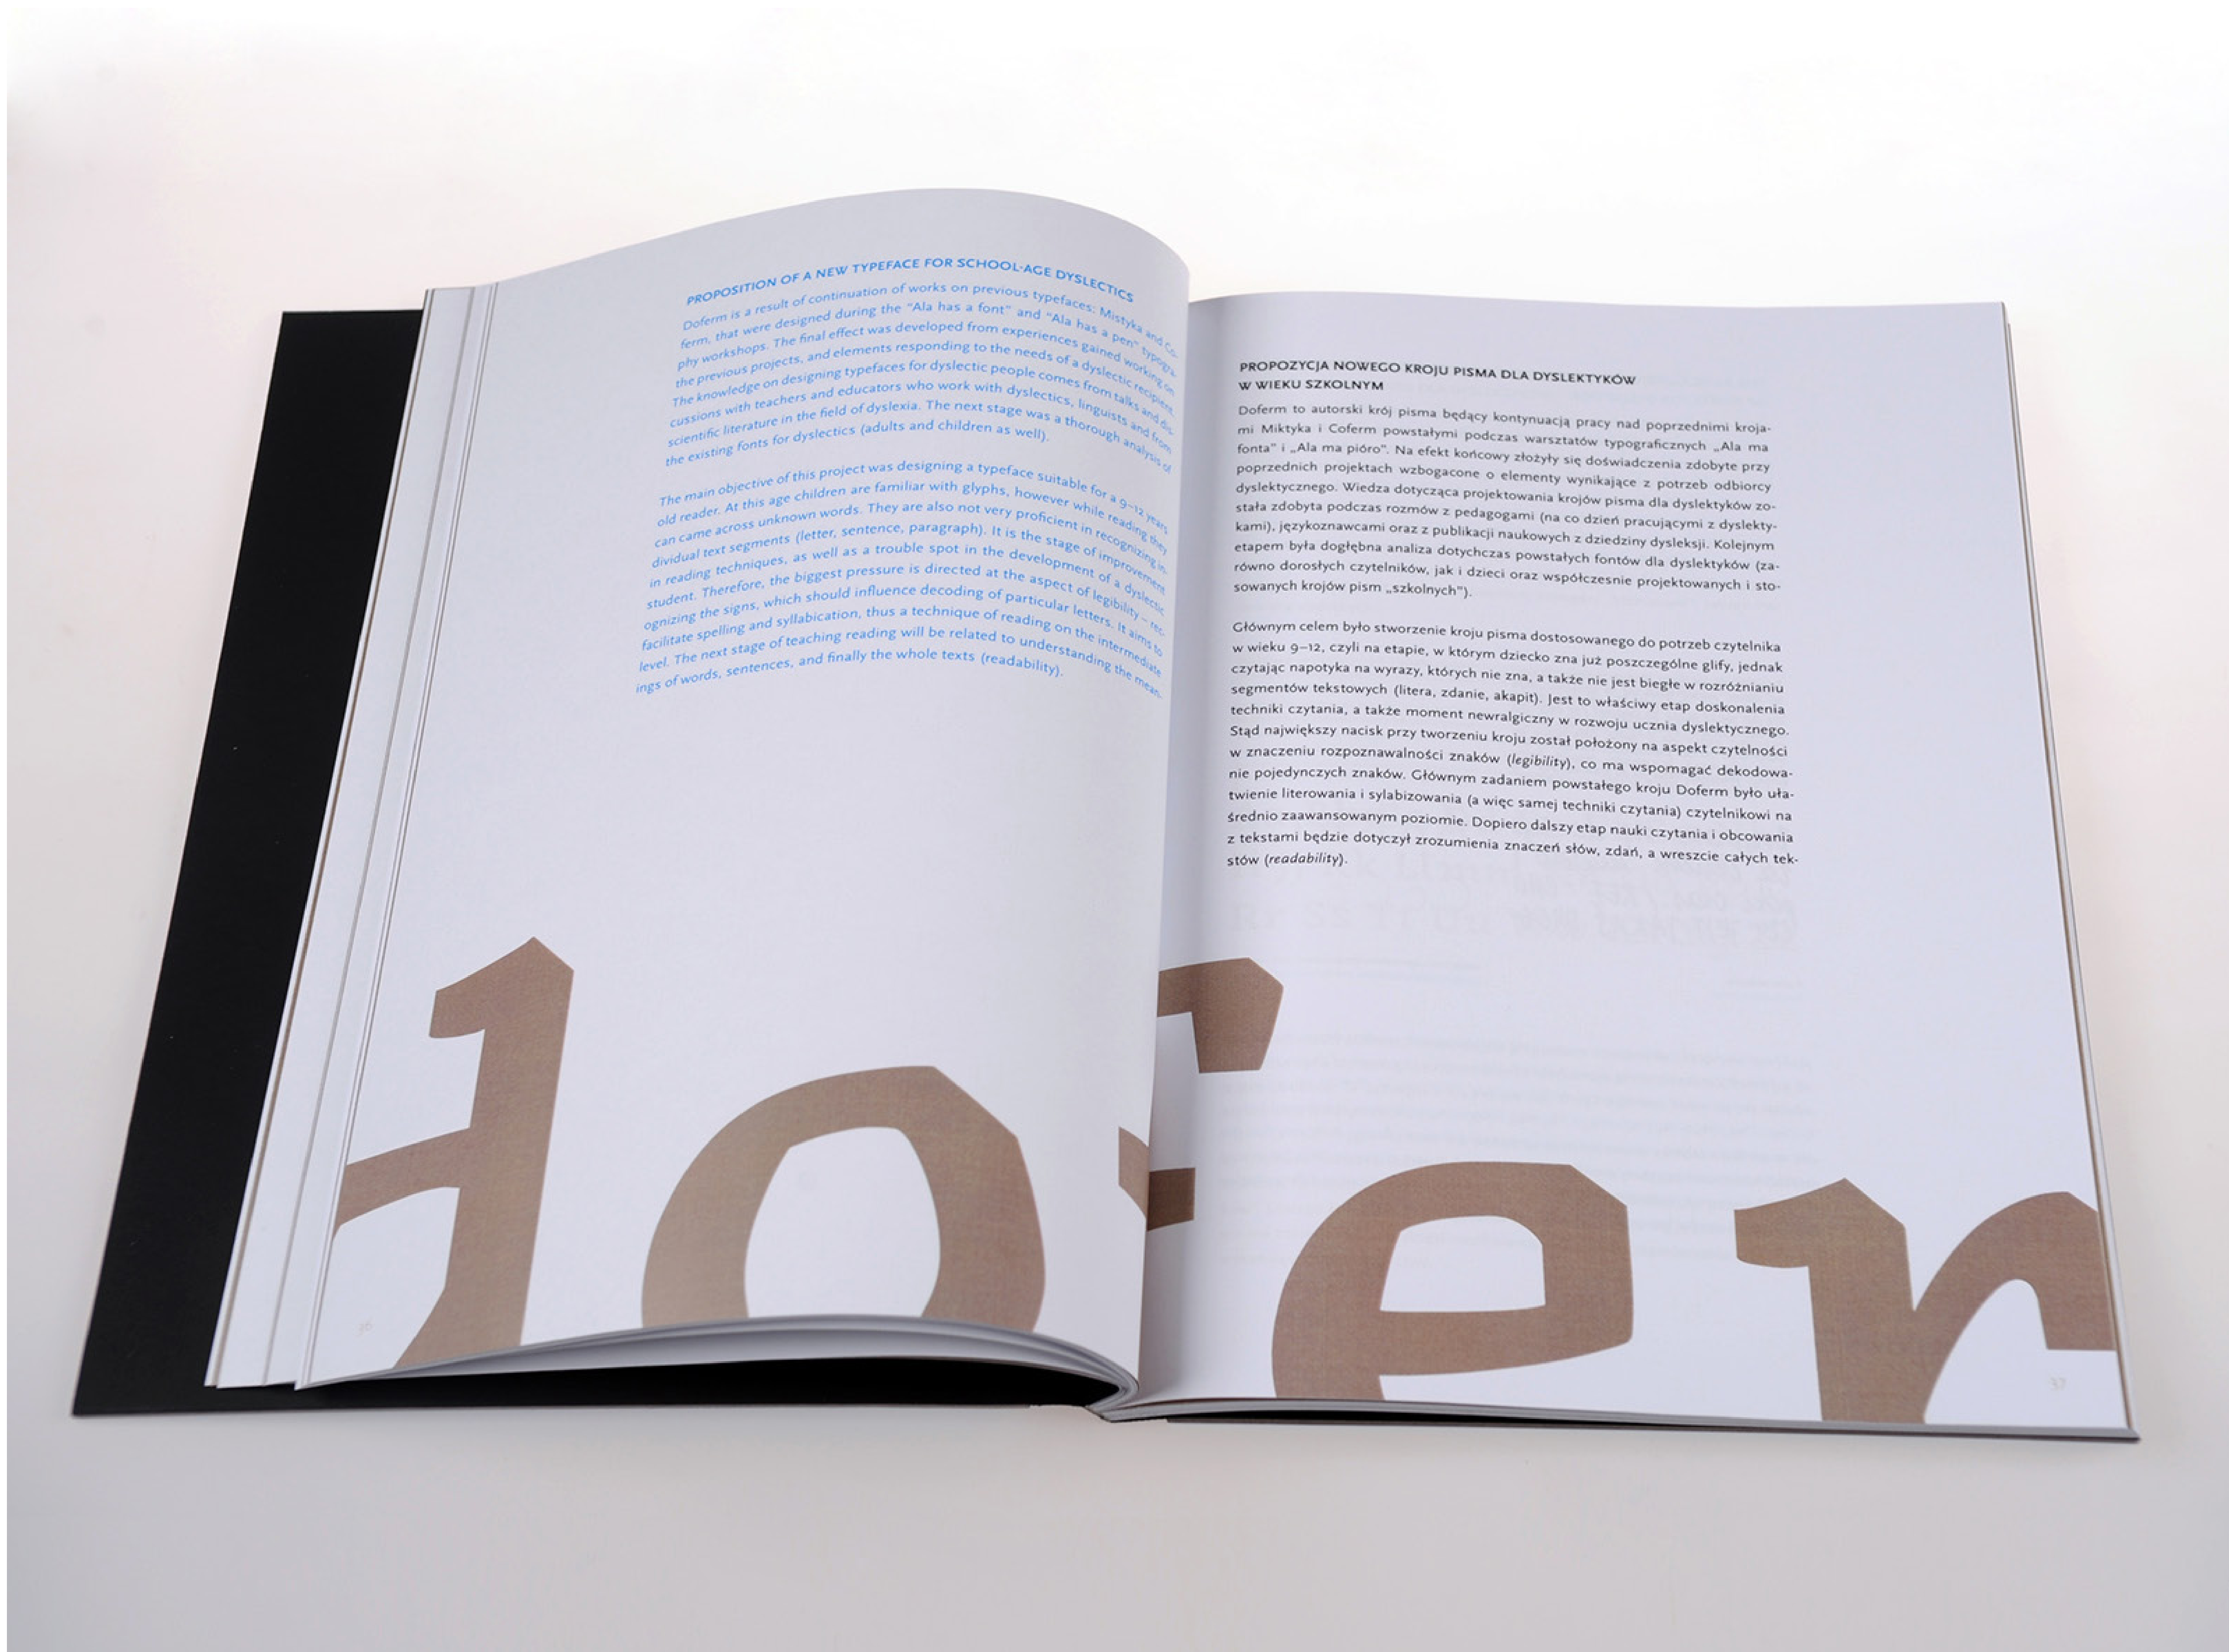 PROPOSITION OF A NEW TYPEFACE FOR SCHOOL-AGE DYSLECTICS
Doferm is a result of continuation of works on previous typefaces: Mistyka and Co-
ferm, that were designed during the "Ala has a font" and "Ala has a pen" typogra-
phy workshops. The final effect was developed from experiences gained working on
the previous projects, and elements responding to the needs of a dyslectic recipient.
The knowledge on designing typefaces for dyslectic people comes from talks and dis-
cussions with teachers and educators who work with dyslectics, linguists and from
scientific literature in the field of dyslexia. The next stage was a thorough analysis of
the existing fonts for dyslectics (adults and children as well).
The main objective of this project was designing a typeface suitable for a 9–12 years
old reader. At this age children are familiar with glyphs, however while reading they
can came across unknown words. They are also not very proficient in recognizing in-
dividual text segments (letter, sentence, paragraph). It is the stage of improvement
in reading techniques, as well as a trouble spot in the development of a dyslectic
student. Therefore, the biggest pressure is directed at the aspect of legibility – rec-
ognizing the signs, which should influence decoding of particular letters. It aims to
facilitate spelling and syllabication, thus a technique of reading on the intermediate
level. The next stage of teaching reading will be related to understanding the mean-
ings of words, sentences, and finally the whole texts (readability).
36
PROPOZYCJA NOWEGO KROJU PISMA DLA DYSLEKTYKÓW
W WIEKU SZKOLNYM
Doferm to autorski krój pisma będący kontynuacją pracy nad poprzednimi kroja-
mi Miktyka i Coferm powstałymi podczas warsztatów typograficznych „Ala ma
fonta" i „Ala ma pióro". Na efekt końcowy złożyły się doświadczenia zdobyte przy
poprzednich projektach wzbogacone o elementy wynikające z potrzeb odbiorcy
dyslektycznego. Wiedza dotycząca projektowania krojów pisma dla dyslektyków zo-
stała zdobyta podczas rozmów z pedagogami (na co dzień pracującymi z dyslekty-
kami), językoznawcami oraz z publikacji naukowych z dziedziny dysleksji. Kolejnym
etapem była dogłębna analiza dotychczas powstałych fontów dla dyslektyków (za-
równo dorosłych czytelników, jak i dzieci oraz współczesnie projektowanych i sto-
sowanych krojów pism „szkolnych").
Głównym celem było stworzenie kroju pisma dostosowanego do potrzeb czytelnika
w wieku 9–12, czyli na etapie, w którym dziecko zna już poszczególne glify, jednak
czytając napotyka na wyrazy, których nie zna, a także nie jest biegłe w rozróżnianiu
segmentów tekstowych (litera, zdanie, akapit). Jest to właściwy etap doskonalenia
techniki czytania, a także moment newralgiczny w rozwoju ucznia dyslektycznego.
Stąd największy nacisk przy tworzeniu kroju został położony na aspekt czytelności
w znaczeniu rozpoznawalności znaków (legibility), co ma wspomagać dekodowa-
nie pojedynczych znaków. Głównym zadaniem powstałego kroju Doferm było uła-
twienie literowania i sylabizowania (a więc samej techniki czytania) czytelnikowi na
średnio zaawansowanym poziomie. Dopiero dalszy etap nauki czytania i obcowania
z tekstami będzie dotyczył zrozumienia znaczeń słów, zdań, a wreszcie całych tek-
stów (readability).
dofer
37